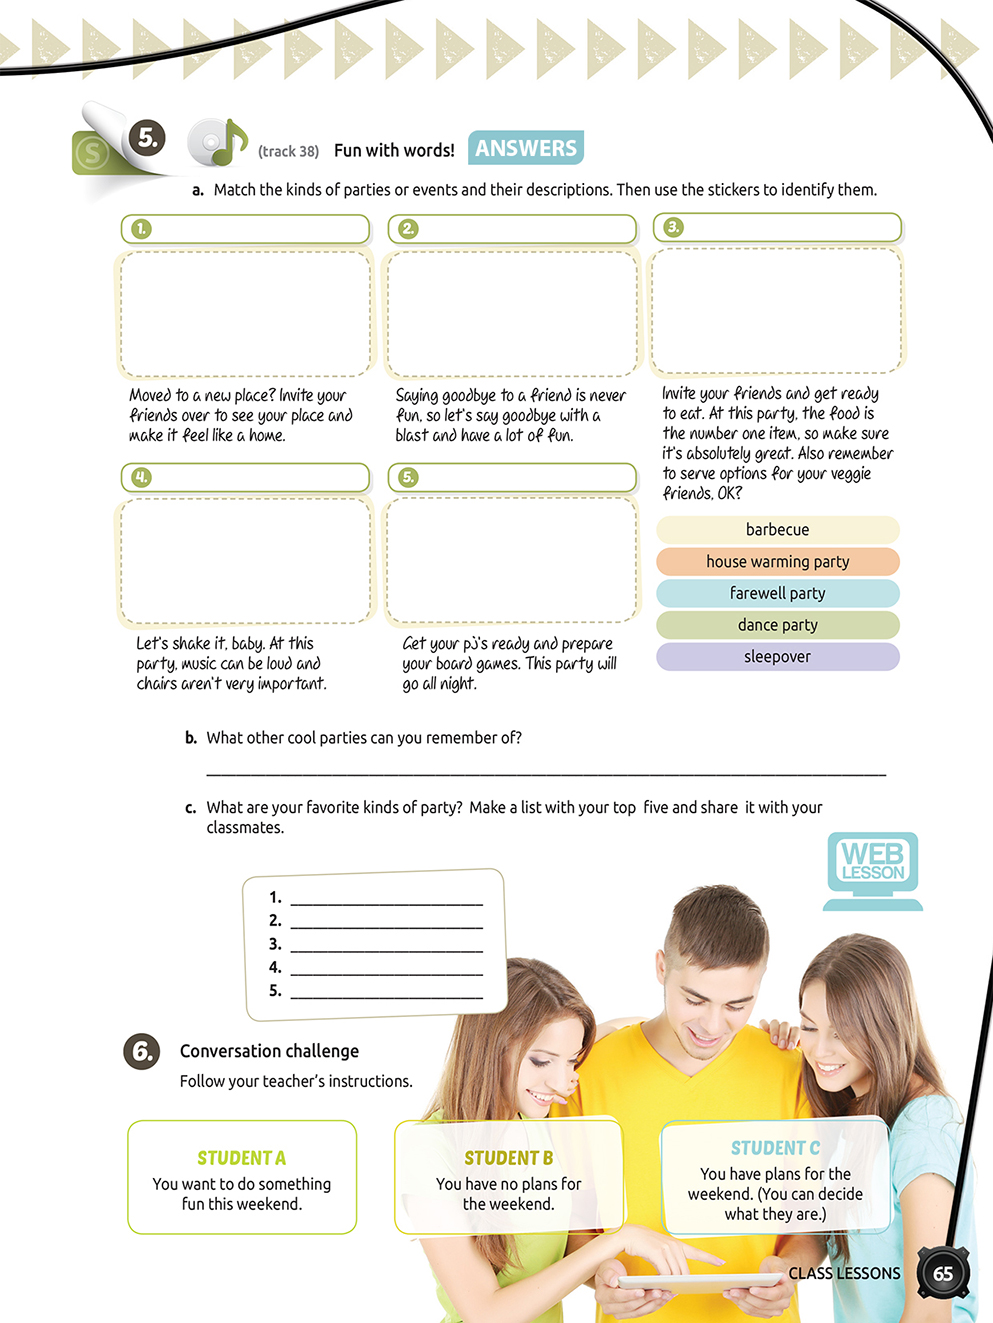 S
5.
(track 38) Fun with words! ANSWERS
a. Match the kinds of parties or events and their descriptions. Then use the stickers to identify them.
1.
2.
3.
Moved to a new place? Invite your
friends over to see your place and
make it feel like a home.
Saying goodbye to a friend is never
fun, so let's say goodbye with a
blast and have a lot of fun.
Invite your friends and get ready
to eat. At this party, the food is
the number one item, so make sure
it's absolutely great. Also remember
to serve options for your veggie
friends, OK?
4.
5.
Let's shake it, baby. At this
party, music can be loud and
chairs aren't very important.
Get your pj's ready and prepare
your board games. This party will
go all night.
barbecue
house warming party
farewell party
dance party
sleepover
b. What other cool parties can you remember of?
c. What are your favorite kinds of party? Make a list with your top five and share it with your
classmates.
WEB
LESSON
1.
2.
3.
4.
5.
6. Conversation challenge
Follow your teacher's instructions.
STUDENT A
You want to do something
fun this weekend.
STUDENT B
You have no plans for
the weekend.
STUDENT C
You have plans for the
weekend. (You can decide
what they are.)
CLASS LESSONS 65